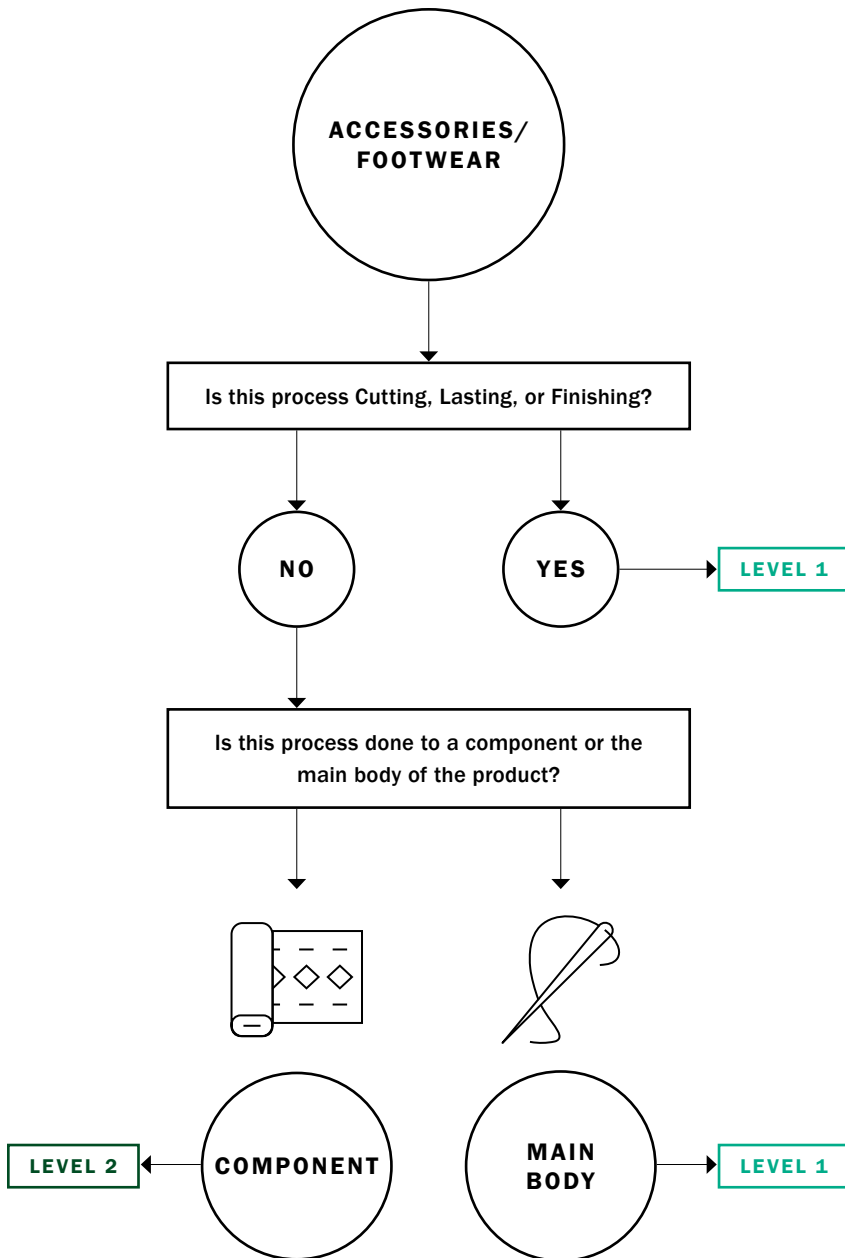 ACCESSORIES/
FOOTWEAR
Is this process Cutting, Lasting, or Finishing?
NO
YES
LEVEL 1
Is this process done to a component or the
main body of the product?
LEVEL 2
COMPONENT
MAIN
BODY
LEVEL 1